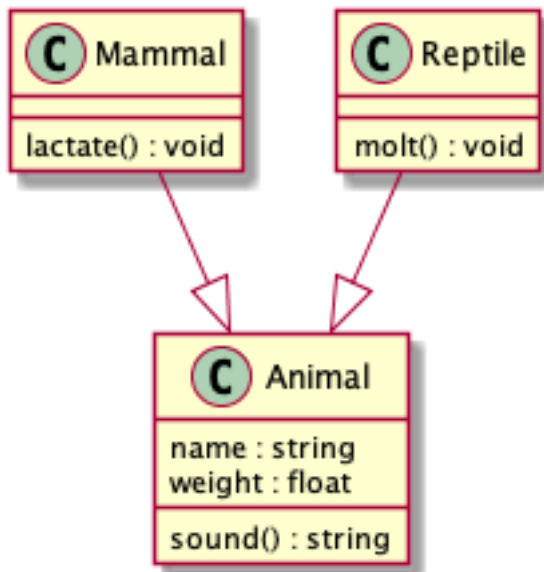 C Mammal
lactate() : void
C Reptile
molt() : void
C Animal
name : string
weight : float
sound() : string